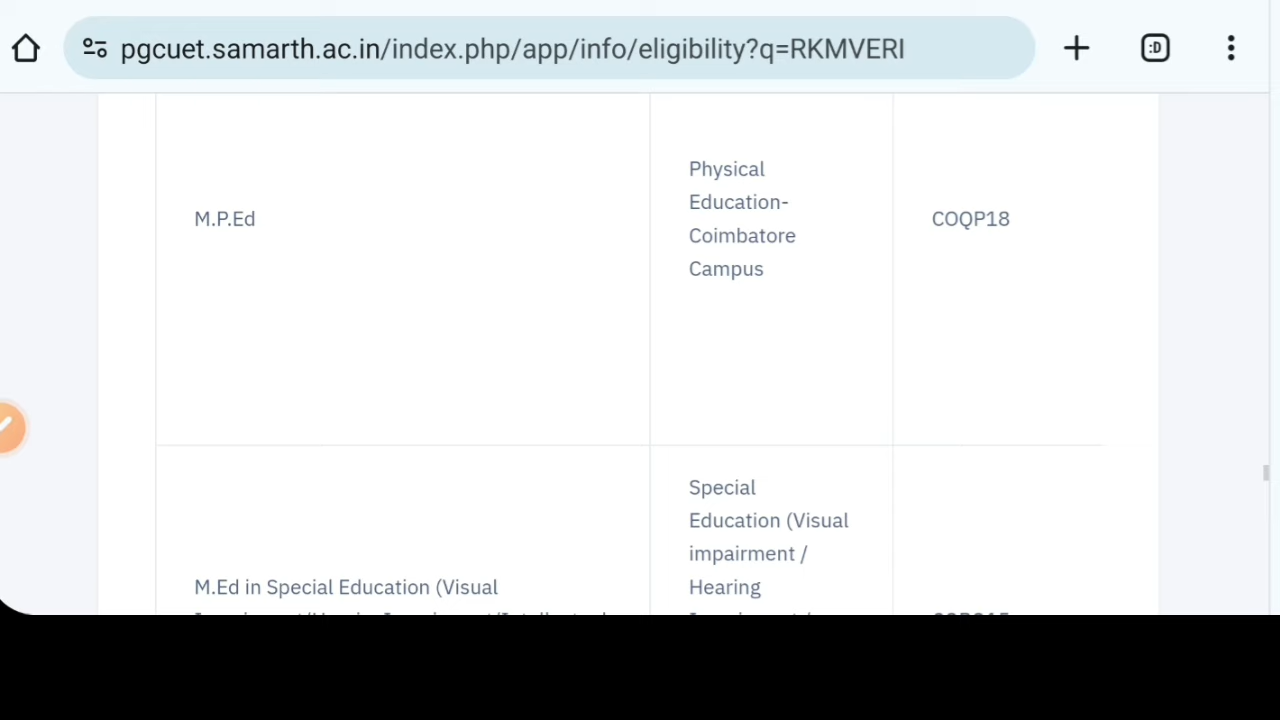 pgcuet.samarth.ac.in/index.php/app/info/eligibility?q=RKMVERI
:D
M.P.Ed
Physical
Education-
Coimbatore
Campus
COQP18
Special
Education (Visual
impairment /
Hearing
M.Ed in Special Education (Visual